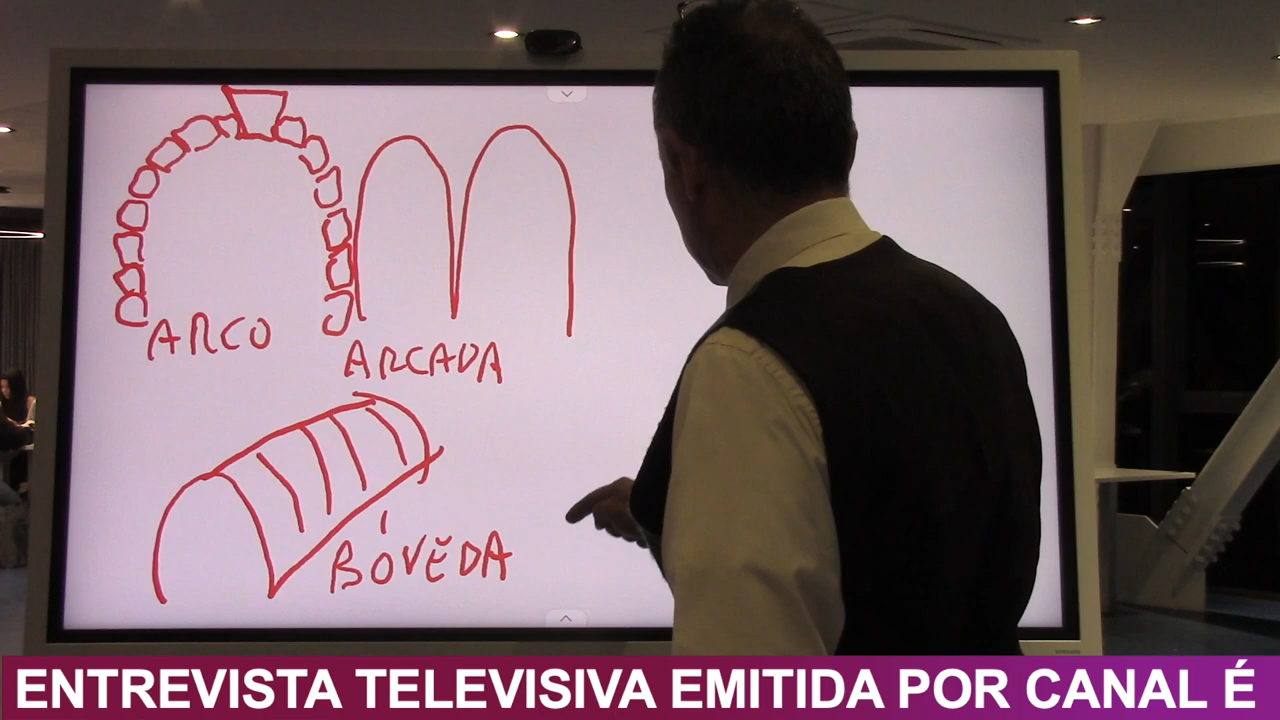 ARCO
ARCADA
BÓVEDA
ENTREVISTA TELEVISIVA EMITIDA POR CANAL É